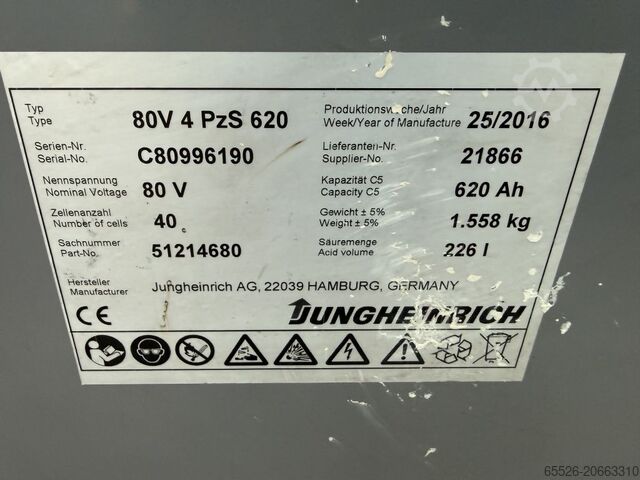 Typ
Type
80V 4 PzS 620
Produktionswoche/Jahr
Week/Year of Manufacture
25/2016
Serien-Nr.
Serial-No.
C80996190
Lieferanten-Nr.
Supplier-No.
21866
Nennspannung
Nominal Voltage
80 V
Kapazität C5
Capacity C5
620 Ah
Zellenanzahl
Number of cells
40
Gewicht ± 5%
Weight ± 5%
1.558 kg
Sachnummer
Part-No.
51214680
Säuremenge
Acid volume
226 l
Hersteller
Manufacturer
Jungheinrich AG, 22039 HAMBURG, GERMANY
CE
JUNGHEINRICH
65526-20663310